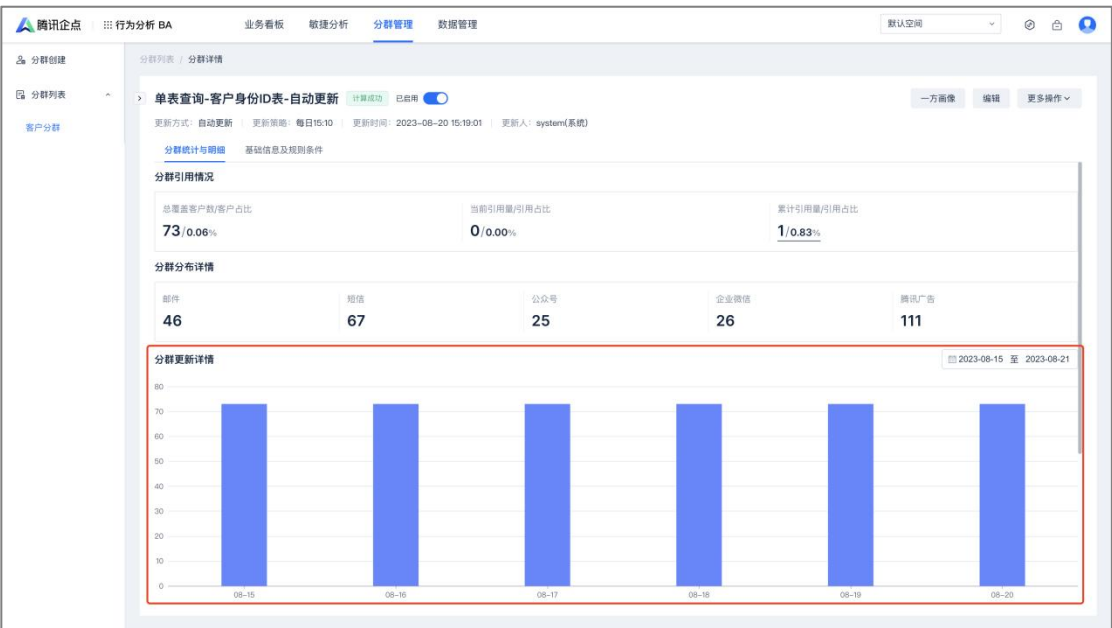 腾讯企点 行为分析 BA 业务看板 敏捷分析 分群管理 数据管理 默认空间
分群创建
分群列表
客户分群
分群列表 / 分群详情
单表查询-客户身份ID表-自动更新 计算成功 已启用 一方画像 编辑 更多操作
更新方式: 自动更新 更新策略: 每日15:10 更新时间: 2023-08-20 15:19:01 更新人: system(系统)
分群统计与明细 基础信息及规则条件
分群引用情况
总覆盖客户数/客户占比 当前引用量/引用占比 累计引用量/引用占比
73/0.06% 0/0.00% 1/0.83%
分群分布详情
邮件 短信 公众号 企业微信 腾讯广告
46 67 25 26 111
分群更新详情 2023-08-15 至 2023-08-21
80
70
60
50
40
30
20
10
0
08-15 08-16 08-17 08-18 08-19 08-20